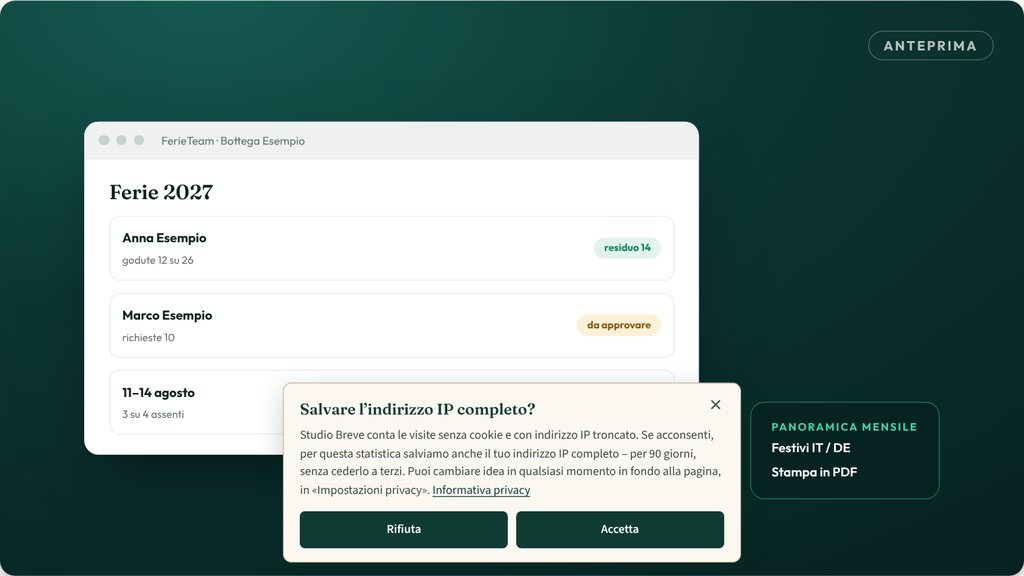 ANTEPRIMA
FerieTeam · Bottega Esempio
Ferie 2027
Anna Esempio
godute 12 su 26
residuo 14
Marco Esempio
richieste 10
da approvare
11–14 agosto
3 su 4 assenti
Salvare l’indirizzo IP completo?
Studio Breve conta le visite senza cookie e con indirizzo IP troncato. Se acconsenti,
per questa statistica salviamo anche il tuo indirizzo IP completo – per 90 giorni,
senza cederlo a terzi. Puoi cambiare idea in qualsiasi momento in fondo alla pagina,
in «Impostazioni privacy». Informativa privacy
Rifiuta
Accetta
PANORAMICA MENSILE
Festivi IT / DE
Stampa in PDF